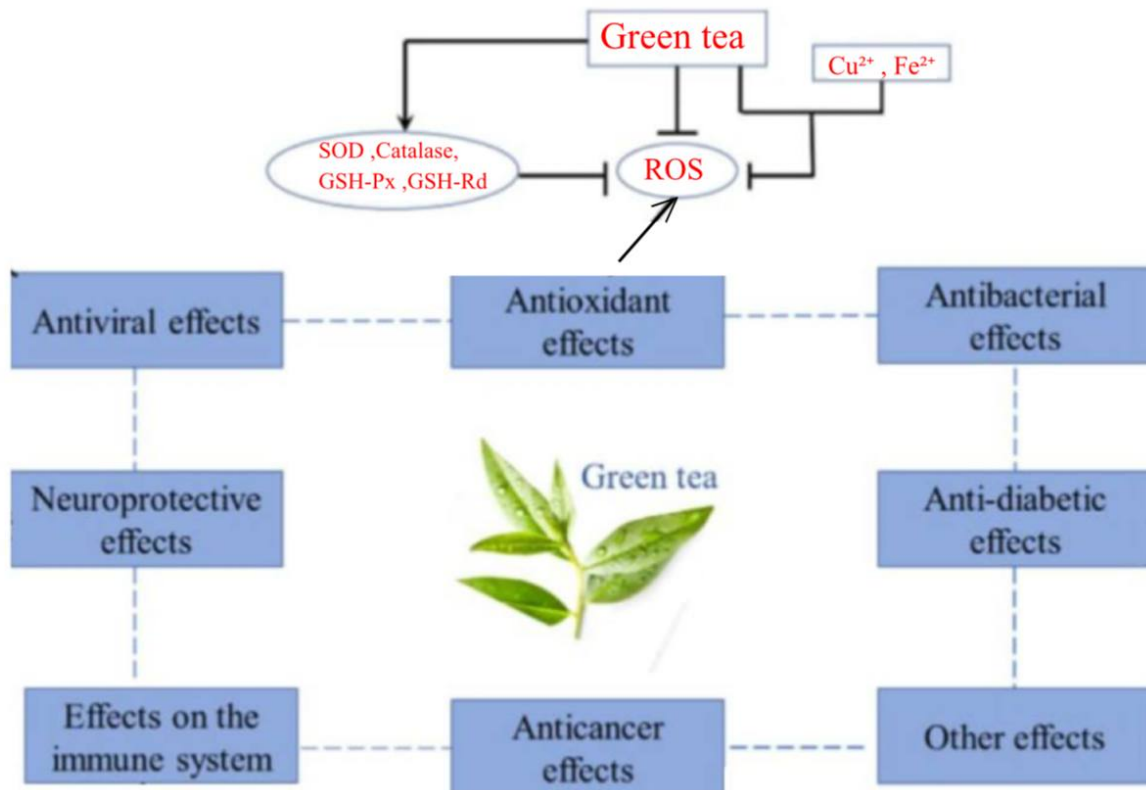 Green tea
Cu²⁺ , Fe²⁺
SOD ,Catalase,
GSH-Px ,GSH-Rd
ROS
Antiviral effects
Antioxidant
effects
Antibacterial
effects
Neuroprotective
effects
Green tea
Anti-diabetic
effects
Effects on the
immune system
Anticancer
effects
Other effects